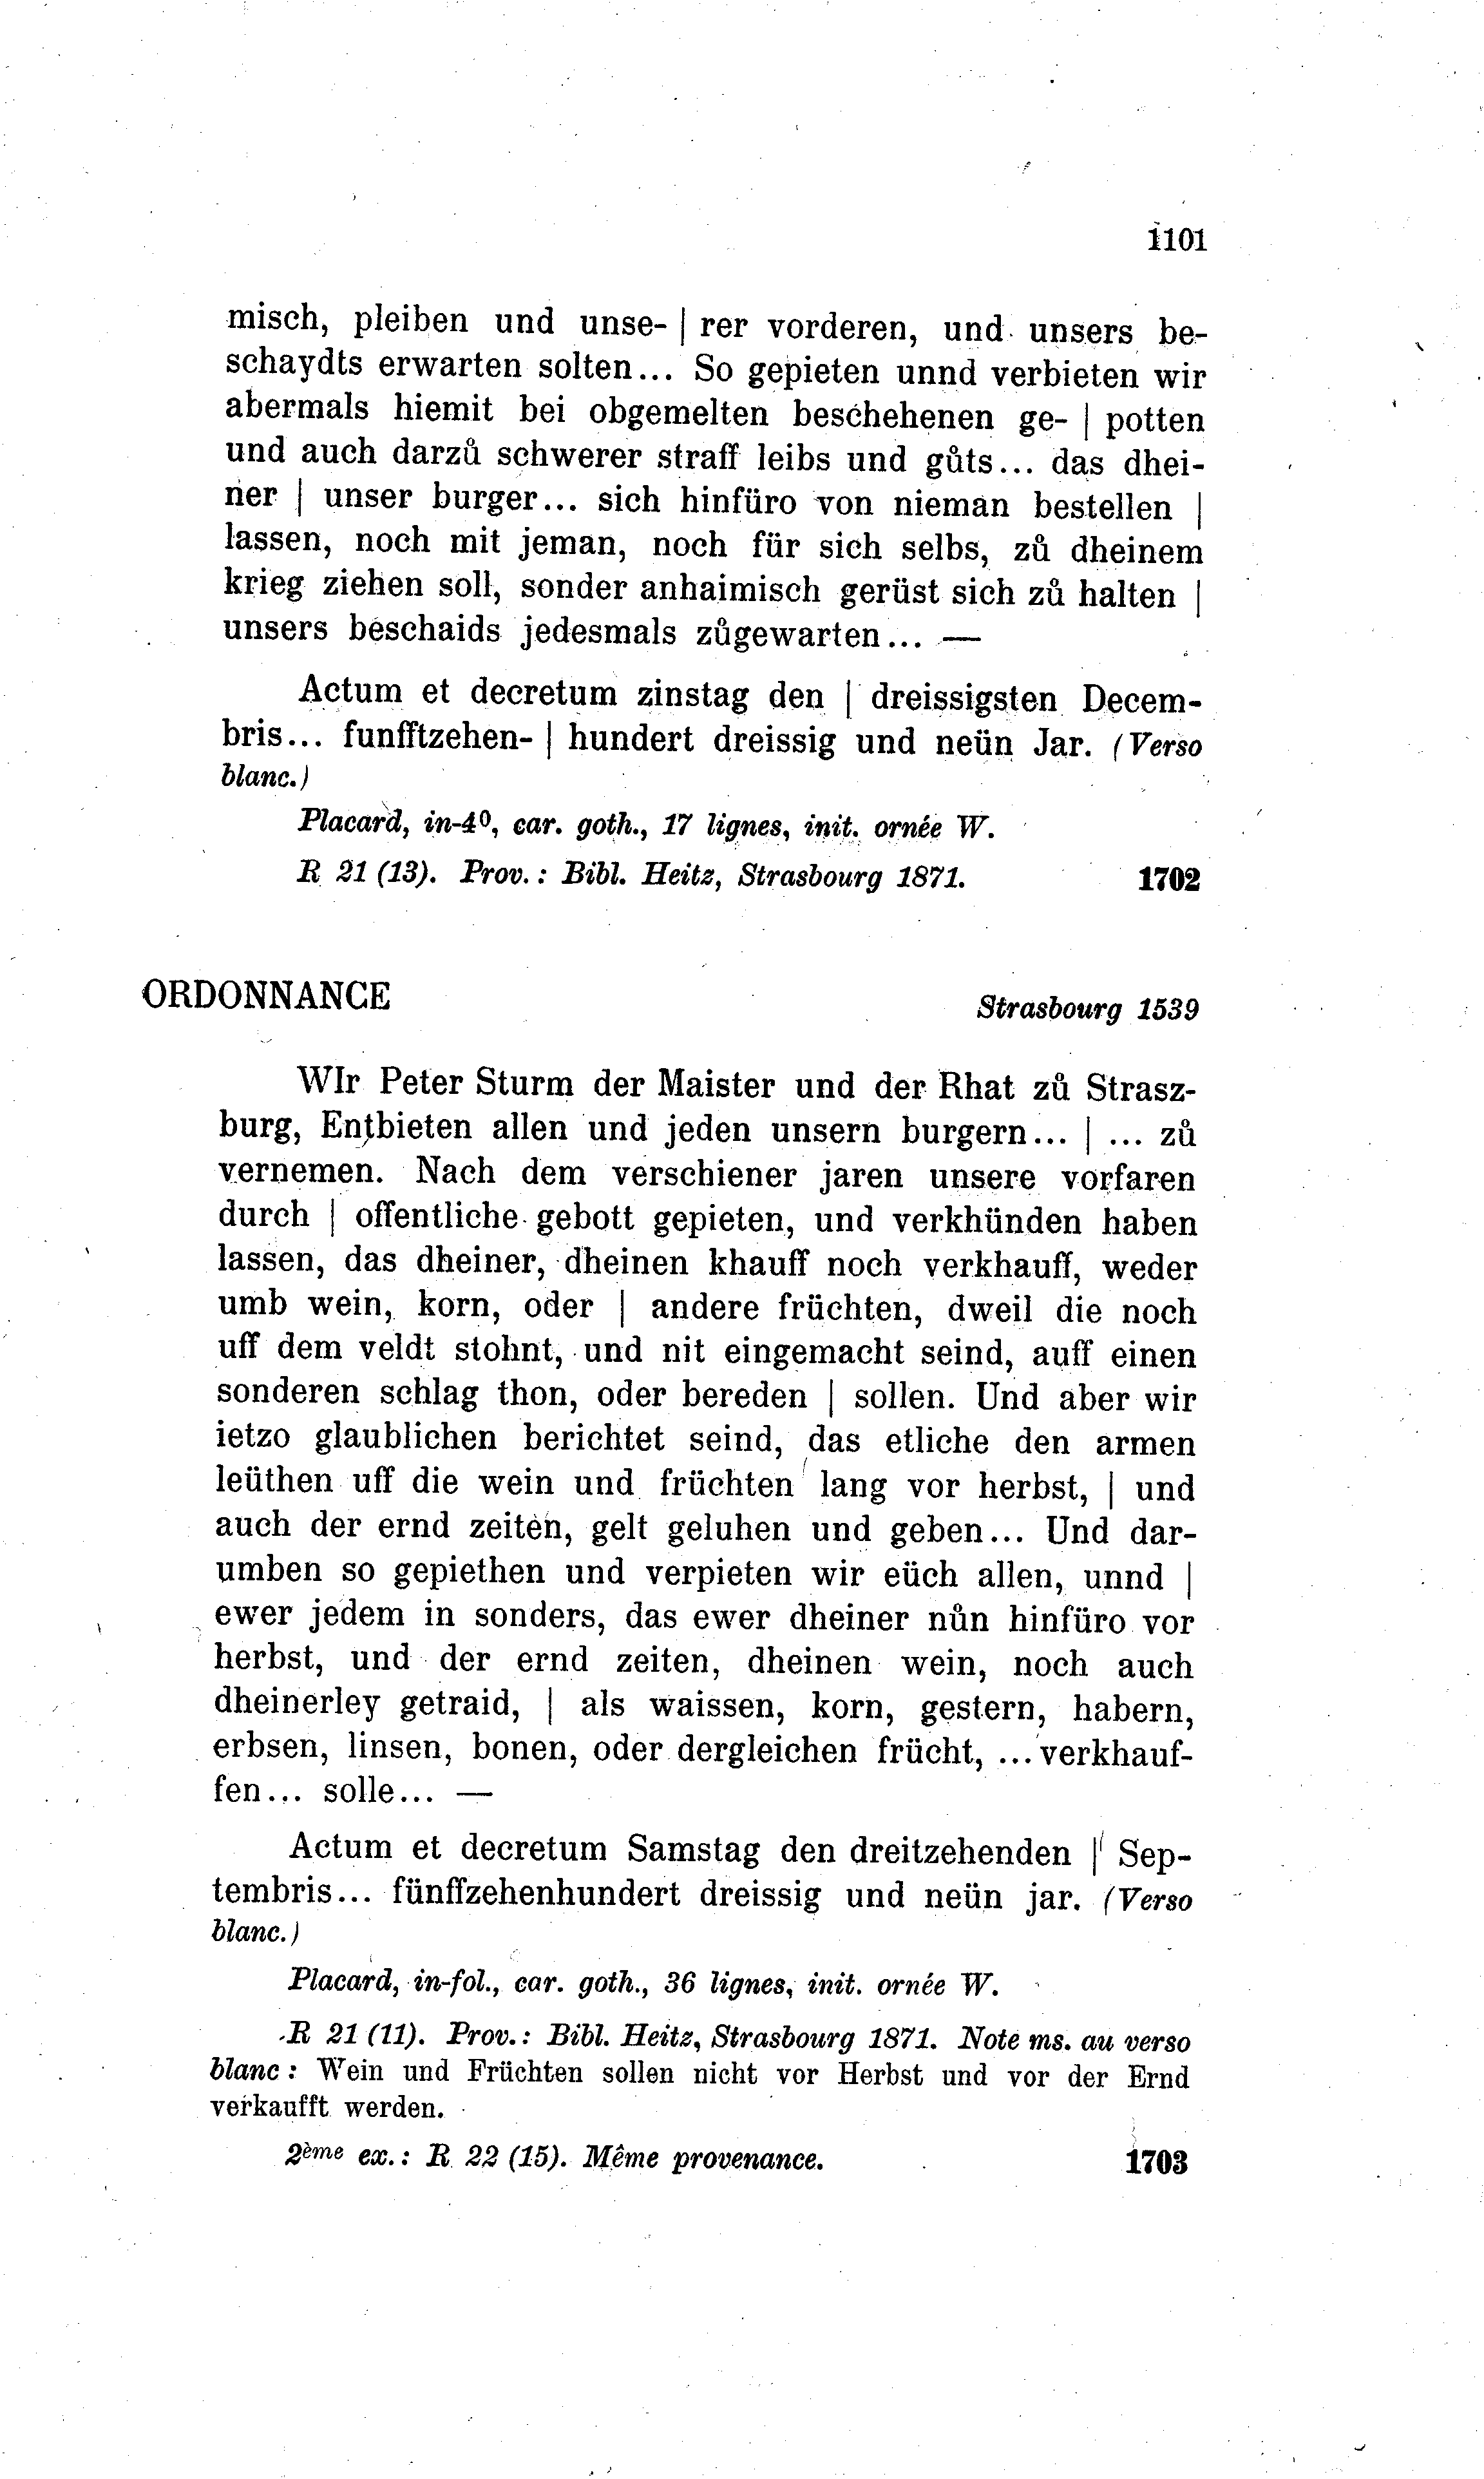 1101
misch, pleiben und unse- | rer vorderen, und unsers be-
schaydts erwarten solten... So gepieten unnd verbieten wir
abermals hiemit bei obgemelten beschehenen ge- | potten
und auch darzů schwerer straff leibs und gůts... das dhei-
ner | unser burger... sich hinfüro von nieman bestellen |
lassen, noch mit jeman, noch für sich selbs, zů dheinem
krieg ziehen soll, sonder anhaimisch gerüst sich zů halten |
unsers beschaids jedesmals zůgewarten... —
Actum et decretum zinstag den | dreissigsten Decem-
bris... funfftzehen- | hundert dreissig und neün Jar. (Verso
blanc.)
Placard, in-4⁰, car. goth., 17 lignes, init. ornée W.
R 21 (13). Prov. : Bibl. Heitz, Strasbourg 1871. 1702
ORDONNANCE Strasbourg 1539
WIr Peter Sturm der Maister und der Rhat zů Strasz-
burg, Entbieten allen und jeden unsern burgern... | ... zů
vernemen. Nach dem verschiener jaren unsere vorfaren
durch | offentliche gebott gepieten, und verkhünden haben
lassen, das dheiner, dheinen khauff noch verkhauff, weder
umb wein, korn, oder | andere früchten, dweil die noch
uff dem veldt stohnt, und nit eingemacht seind, auff einen
sonderen schlag thon, oder bereden | sollen. Und aber wir
ietzo glaublichen berichtet seind, das etliche den armen
leüthen uff die wein und früchten lang vor herbst, | und
auch der ernd zeiten, gelt geluhen und geben... Und dar-
umben so gepiethen und verpieten wir eüch allen, unnd |
ewer jedem in sonders, das ewer dheiner nůn hinfüro vor
herbst, und der ernd zeiten, dheinen wein, noch auch
dheinerley getraid, | als waissen, korn, gestern, habern,
erbsen, linsen, bonen, oder dergleichen frücht, ... verkhauf-
fen... solle... —
Actum et decretum Samstag den dreitzehenden | Sep-
tembris... fünffzehenhundert dreissig und neün jar. (Verso
blanc.)
Placard, in-fol., car. goth., 36 lignes, init. ornée W.
R 21 (11). Prov. : Bibl. Heitz, Strasbourg 1871. Note ms. au verso
blanc : Wein und Früchten sollen nicht vor Herbst und vor der Ernd
verkaufft werden.
2ème ex. : R 22 (15). Même provenance. 1703